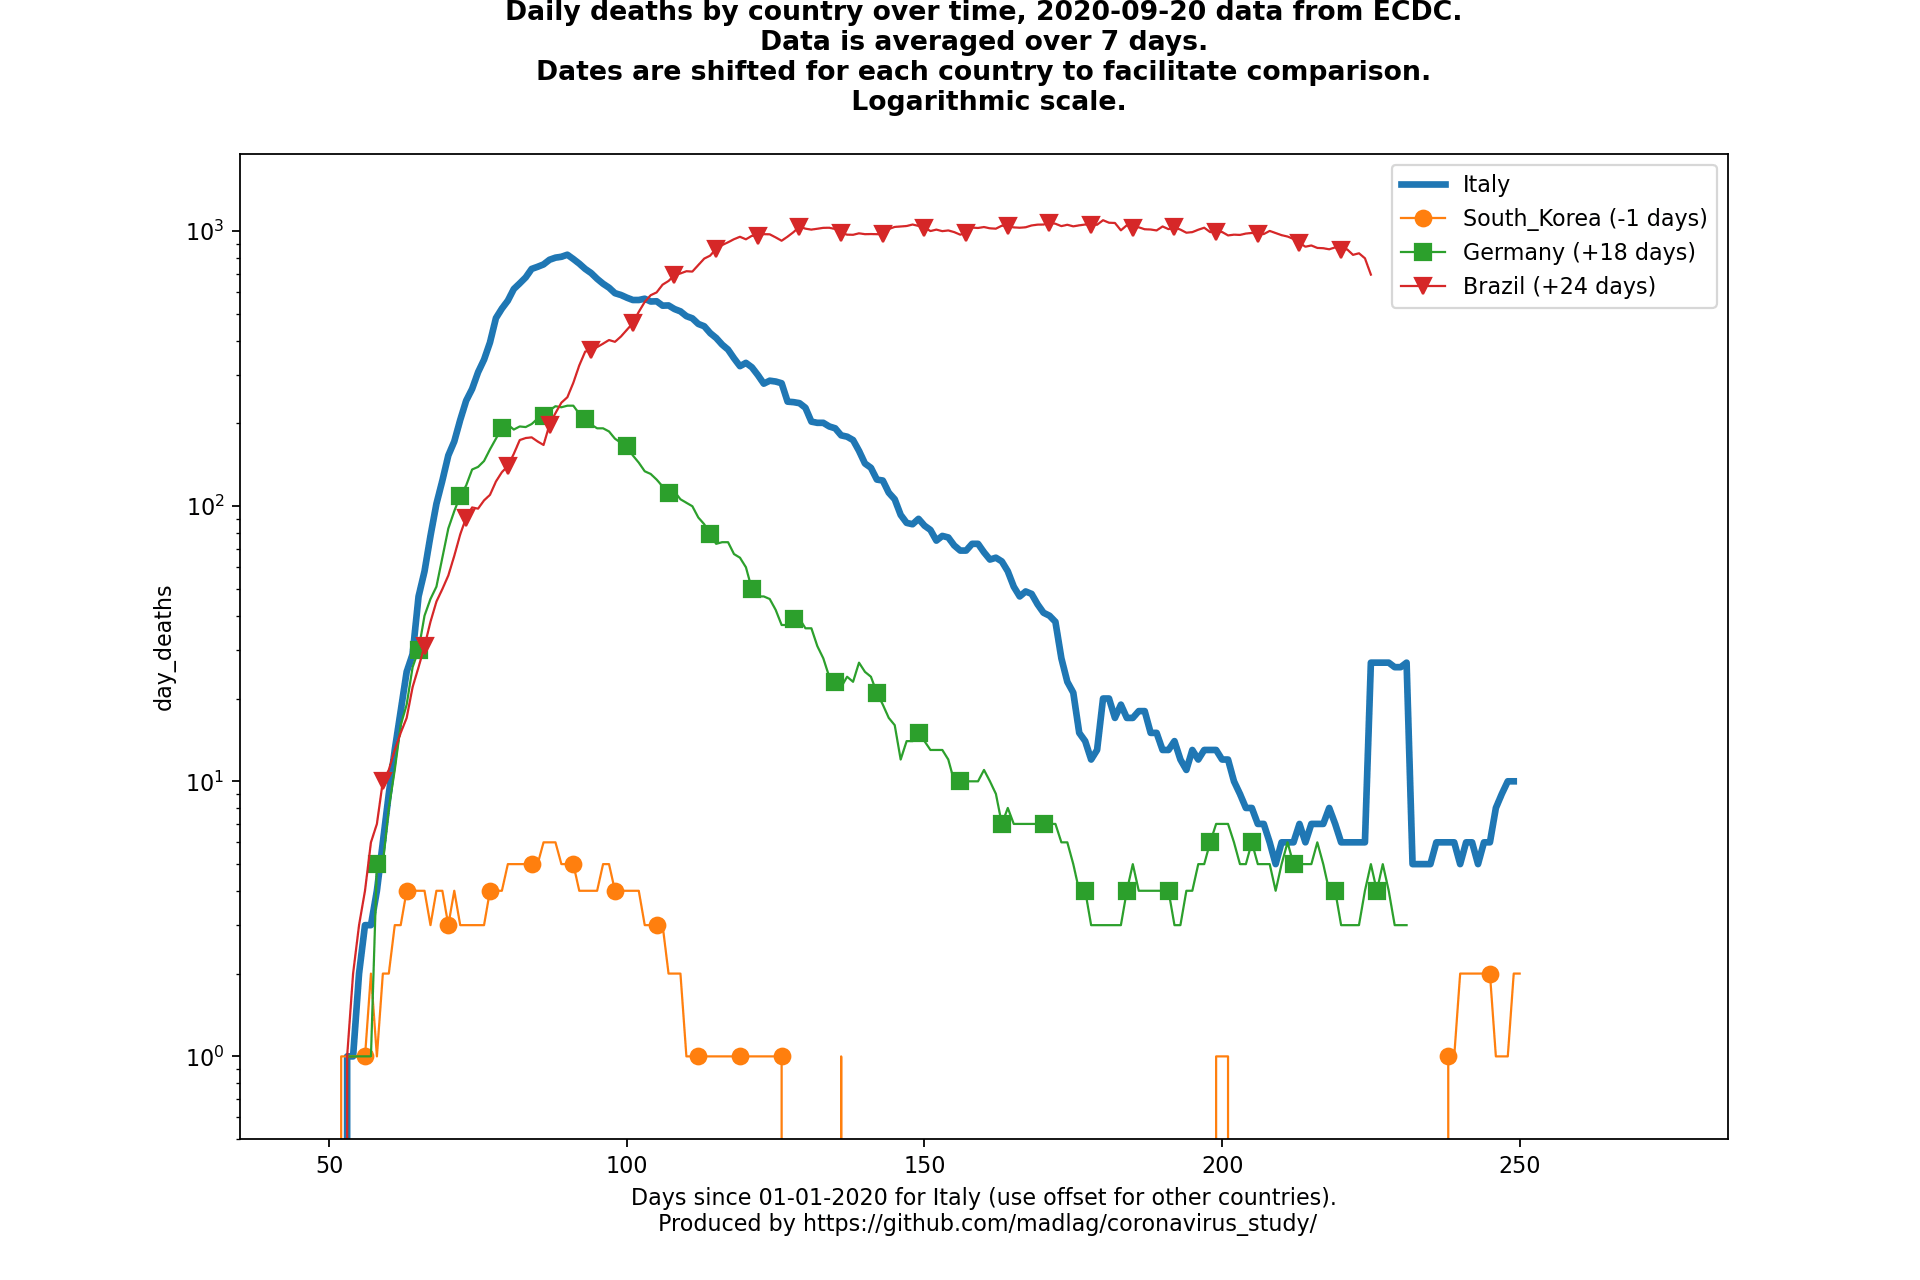 Daily deaths by country over time, 2020-09-20 data from ECDC.
Data is averaged over 7 days.
Dates are shifted for each country to facilitate comparison.
Logarithmic scale.
Italy
South_Korea (-1 days)
Germany (+18 days)
Brazil (+24 days)
10³
10²
10¹
10⁰
day_deaths
50 100 150 200 250
Days since 01-01-2020 for Italy (use offset for other countries).
Produced by https://github.com/madlag/coronavirus_study/